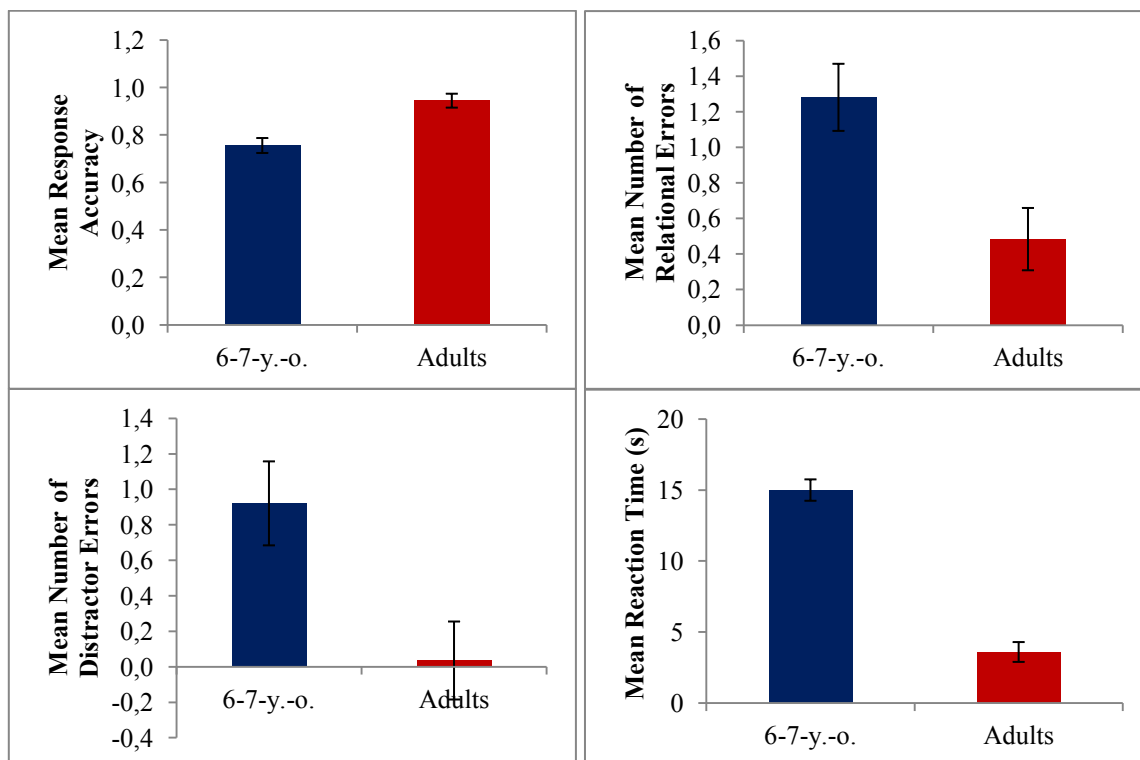 Mean Response
Accuracy
1,2
1,0
0,8
0,6
0,4
0,2
0,0
6-7-y.-o.
Adults
Mean Number of
Relational Errors
1,6
1,4
1,2
1,0
0,8
0,6
0,4
0,2
0,0
6-7-y.-o.
Adults
Mean Number of
Distractor Errors
1,4
1,2
1,0
0,8
0,6
0,4
0,2
0,0
-0,2
-0,4
6-7-y.-o.
Adults
Mean Reaction Time (s)
20
15
10
5
0
6-7-y.-o.
Adults